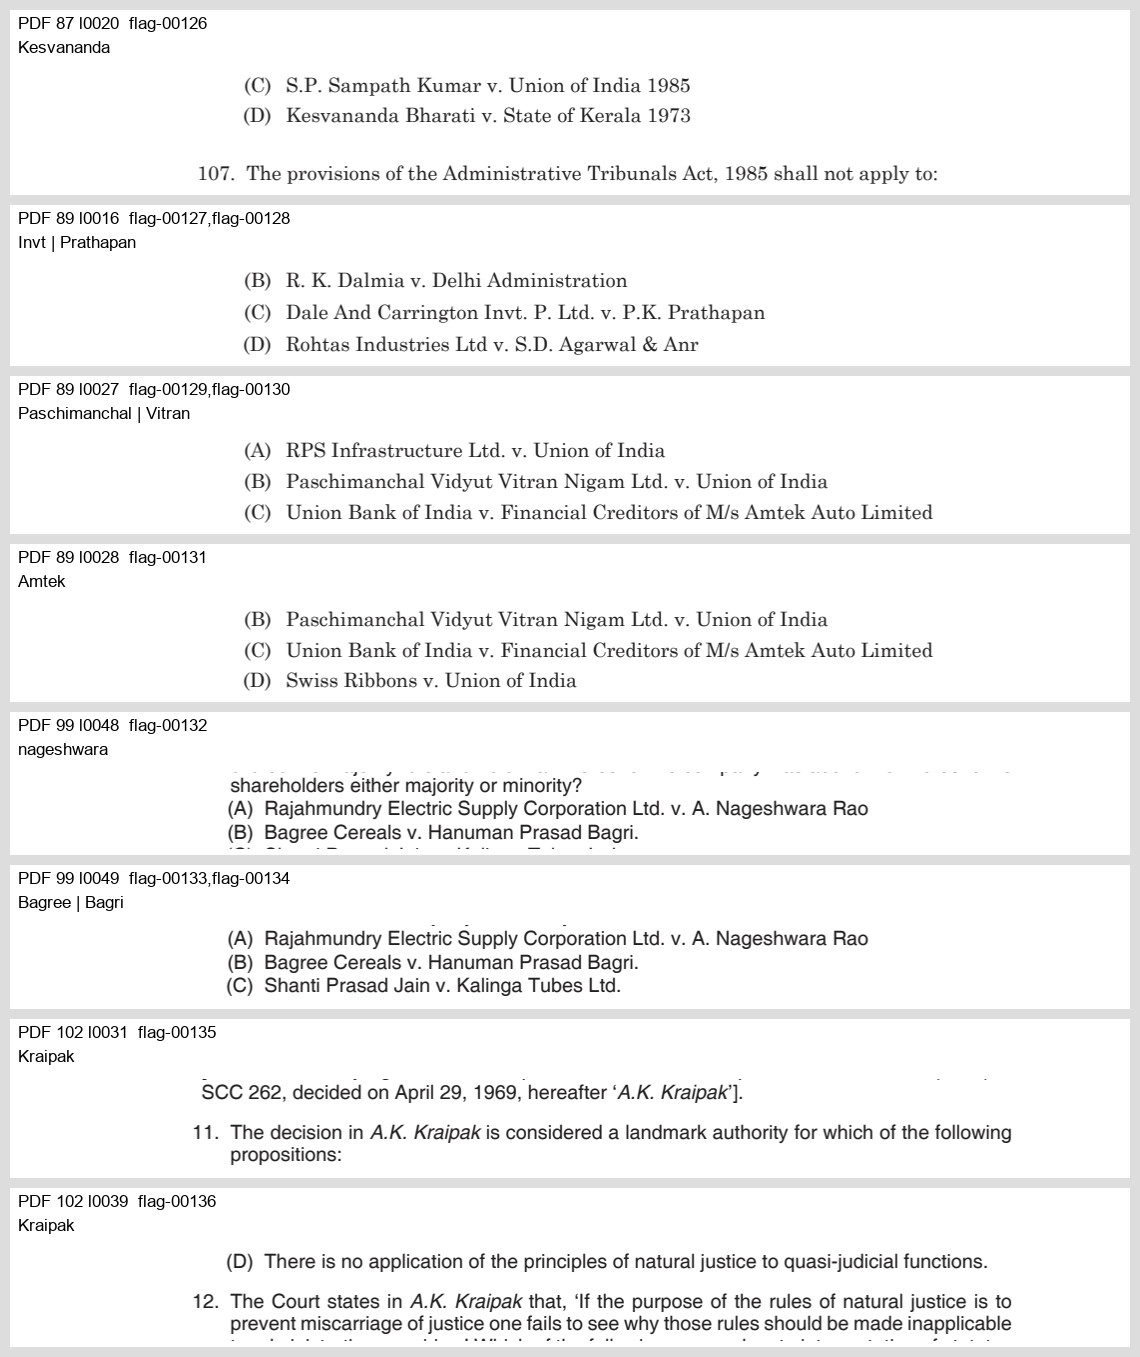 PDF 87 l0020 flag-00126
Kesvananda
(C) S.P. Sampath Kumar v. Union of India 1985
(D) Kesvananda Bharati v. State of Kerala 1973
107. The provisions of the Administrative Tribunals Act, 1985 shall not apply to:
PDF 89 l0016 flag-00127,flag-00128
Invt | Prathapan
(B) R. K. Dalmia v. Delhi Administration
(C) Dale And Carrington Invt. P. Ltd. v. P.K. Prathapan
(D) Rohtas Industries Ltd v. S.D. Agarwal & Anr
PDF 89 l0027 flag-00129,flag-00130
Paschimanchal | Vitran
(A) RPS Infrastructure Ltd. v. Union of India
(B) Paschimanchal Vidyut Vitran Nigam Ltd. v. Union of India
(C) Union Bank of India v. Financial Creditors of M/s Amtek Auto Limited
PDF 89 l0028 flag-00131
Amtek
(B) Paschimanchal Vidyut Vitran Nigam Ltd. v. Union of India
(C) Union Bank of India v. Financial Creditors of M/s Amtek Auto Limited
(D) Swiss Ribbons v. Union of India
PDF 99 l0048 flag-00132
nageshwara
shareholders either majority or minority?
(A) Rajahmundry Electric Supply Corporation Ltd. v. A. Nageshwara Rao
(B) Bagree Cereals v. Hanuman Prasad Bagri.
PDF 99 l0049 flag-00133,flag-00134
Bagree | Bagri
(A) Rajahmundry Electric Supply Corporation Ltd. v. A. Nageshwara Rao
(B) Bagree Cereals v. Hanuman Prasad Bagri.
(C) Shanti Prasad Jain v. Kalinga Tubes Ltd.
PDF 102 l0031 flag-00135
Kraipak
SCC 262, decided on April 29, 1969, hereafter ‘A.K. Kraipak’].
11. The decision in A.K. Kraipak is considered a landmark authority for which of the following
propositions:
PDF 102 l0039 flag-00136
Kraipak
(D) There is no application of the principles of natural justice to quasi-judicial functions.
12. The Court states in A.K. Kraipak that, ‘If the purpose of the rules of natural justice is to
prevent miscarriage of justice one fails to see why those rules should be made inapplicable